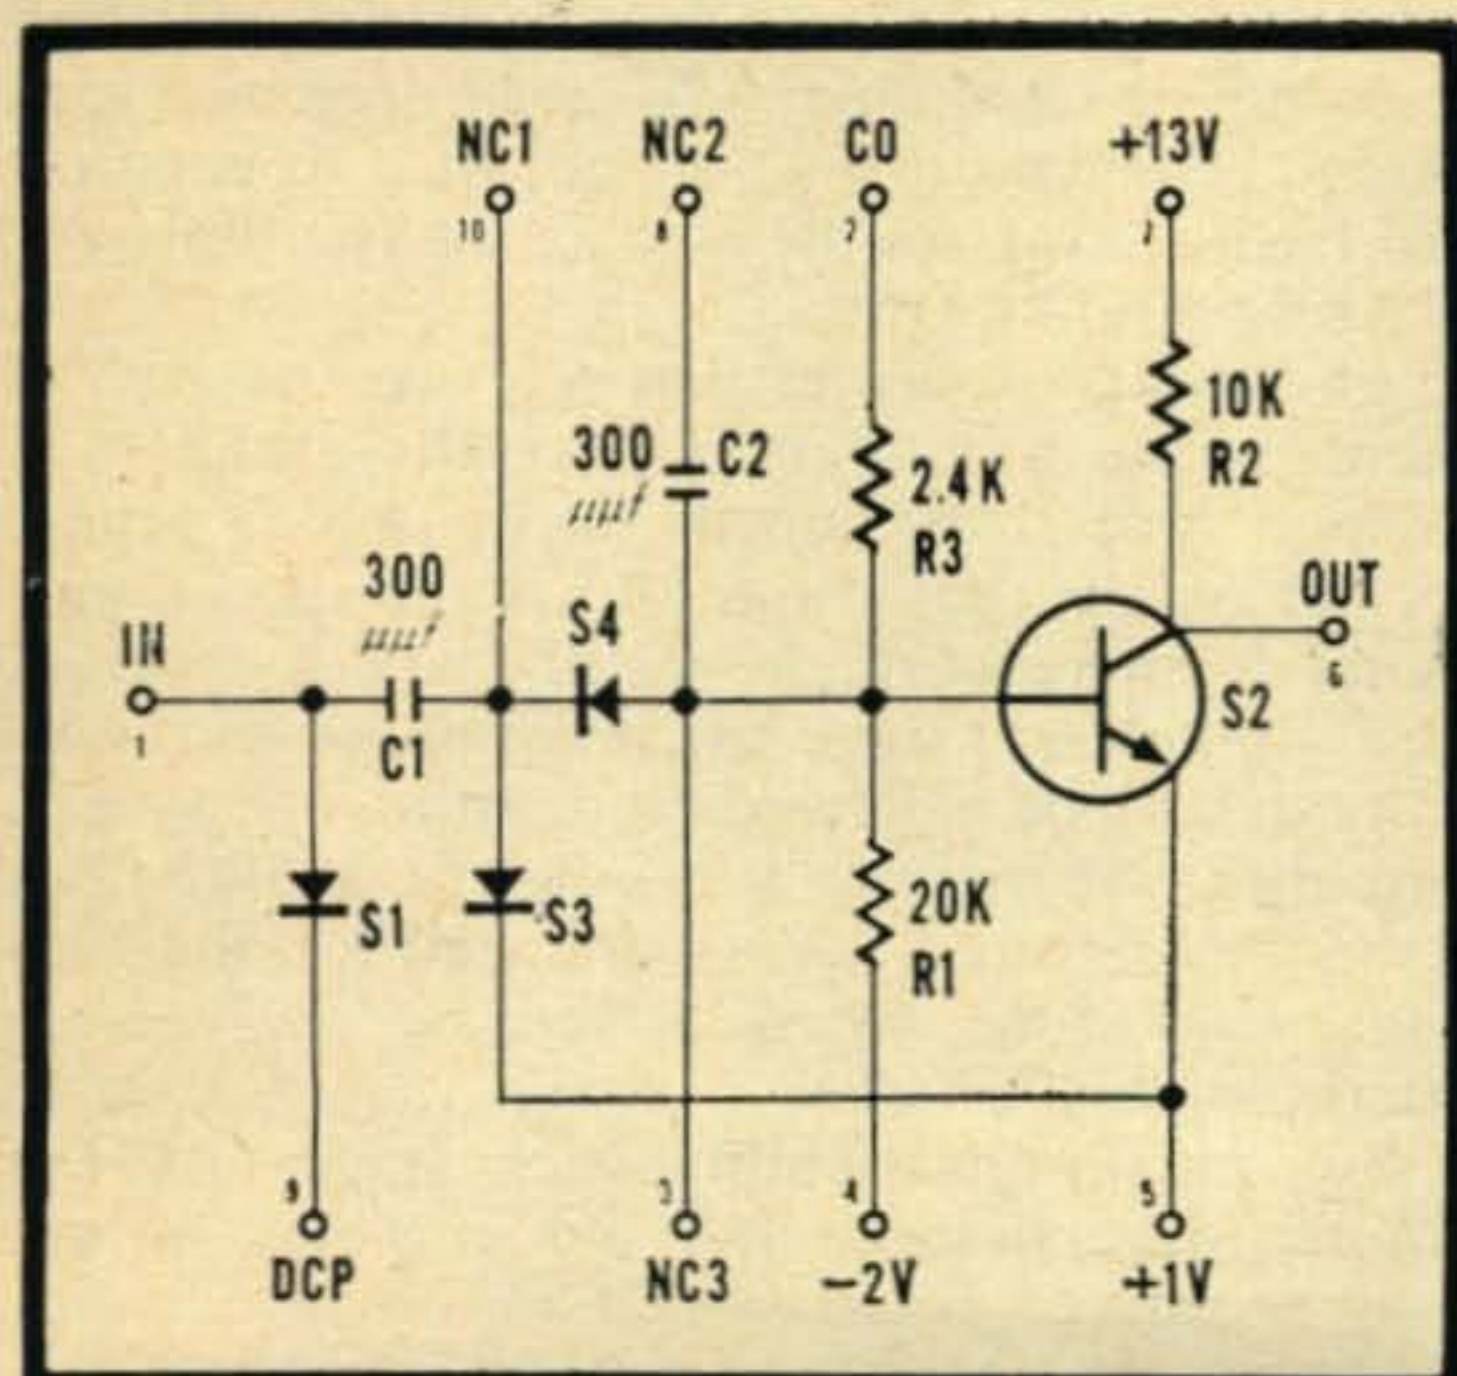 NC1 NC2 CO +13V
10 8 7 2
10K
R2
300 C2
μμf
2.4K
R3
300
μμf
S4
OUT
6
IN
1
C1
S2
S1
S3
20K
R1
9 3 4 5
DCP NC3 -2V +1V